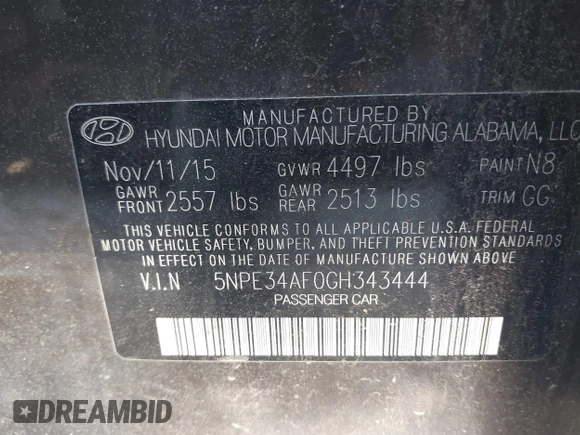 MANUFACTURED BY
HYUNDAI MOTOR MANUFACTURING ALABAMA, LLC
Nov/11/15 GVWR 4497 lbs PAINT N8
GAWR FRONT 2557 lbs GAWR REAR 2513 lbs TRIM GG
THIS VEHICLE CONFORMS TO ALL APPLICABLE U.S.A. FEDERAL
MOTOR VEHICLE SAFETY, BUMPER, AND THEFT PREVENTION STANDARDS
IN EFFECT ON THE DATE OF MANUFACTURE SHOWN ABOVE.
V.I.N 5NPE34AF0GH343444
PASSENGER CAR
DREAMBID